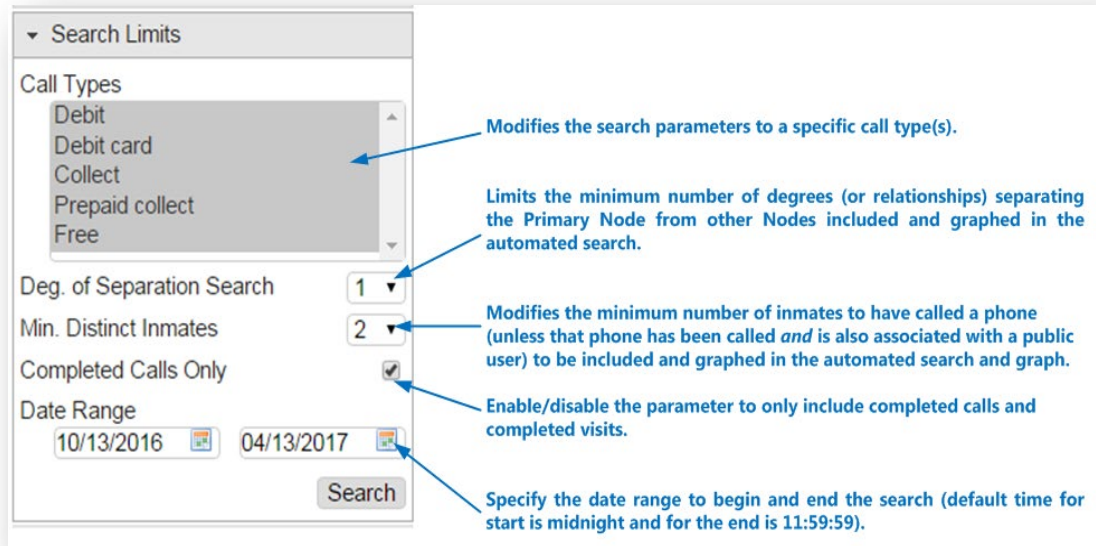 Search Limits
Call Types
Debit
Debit card
Collect
Prepaid collect
Free
Modifies the search parameters to a specific call type(s).
Limits the minimum number of degrees (or relationships) separating
the Primary Node from other Nodes included and graphed in the
automated search.
Deg. of Separation Search 1
Min. Distinct Inmates 2
Modifies the minimum number of inmates to have called a phone
(unless that phone has been called and is also associated with a public
user) to be included and graphed in the automated search and graph.
Completed Calls Only
Enable/disable the parameter to only include completed calls and
completed visits.
Date Range
10/13/2016 04/13/2017
Search
Specify the date range to begin and end the search (default time for
start is midnight and for the end is 11:59:59).